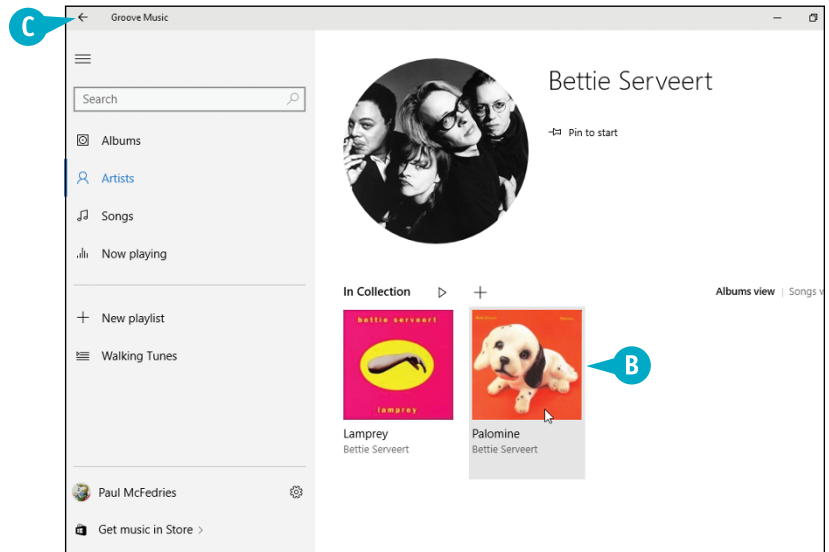 C
Groove Music
Bettie Serveert
Search
Pin to start
Albums
Artists
Songs
Now playing
In Collection
Albums view | Songs v
New playlist
bettie serveert
Walking Tunes
B
lamprey
Lamprey
Palomine
Bettie Serveert
Bettie Serveert
Paul McFedries
Get music in Store >